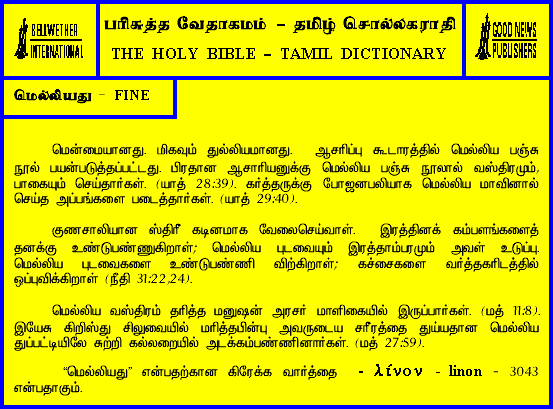 BELLWETHER
INTERNATIONAL
பரிசுத்த வேதாகமம் – தமிழ் சொல்லகராதி
THE HOLY BIBLE – TAMIL DICTIONARY
GOOD NEWS
PUBLISHERS
மெல்லியது – FINE
மென்மையானது. மிகவும் துல்லியமானது. ஆசரிப்பு கூடாரத்தில் மெல்லிய பஞ்சு
நூல் பயன்படுத்தப்பட்டது. பிரதான ஆசாரியனுக்கு மெல்லிய பஞ்சு நூலால் வஸ்திரமும்,
பாகையும் செய்தார்கள். (யாத் 28:39). கர்த்தருக்கு போஜனபலியாக மெல்லிய மாவினால்
செய்த அப்பங்களை படைத்தார்கள். (யாத் 29:40).
குணசாலியான ஸ்திரீ கடினமாக வேலைசெய்வாள். இரத்தினக் கம்பளங்களைத்
தனக்கு உண்டுபண்ணுகிறாள்; மெல்லிய புடவையும் இரத்தாம்பரமும் அவள் உடுப்பு.
மெல்லிய புடவைகளை உண்டுபண்ணி விற்கிறாள்; கச்சைகளை வர்த்தகரிடத்தில்
ஒப்புவிக்கிறாள் (நீதி 31:22,24).
மெல்லிய வஸ்திரம் தரித்த மனுஷன் அரசர் மாளிகையில் இருப்பார்கள். (மத் 11:8).
இயேசு கிறிஸ்து சிலுவையில் மரித்தபின்பு அவருடைய சரீரத்தை துய்யதான மெல்லிய
துப்பட்டியிலே சுற்றி கல்லறையில் அடக்கம்பண்ணினார்கள். (மத் 27:59).
“மெல்லியது” என்பதற்கான கிரேக்க வார்த்தை - λίνον - linon - 3043
என்பதாகும்.